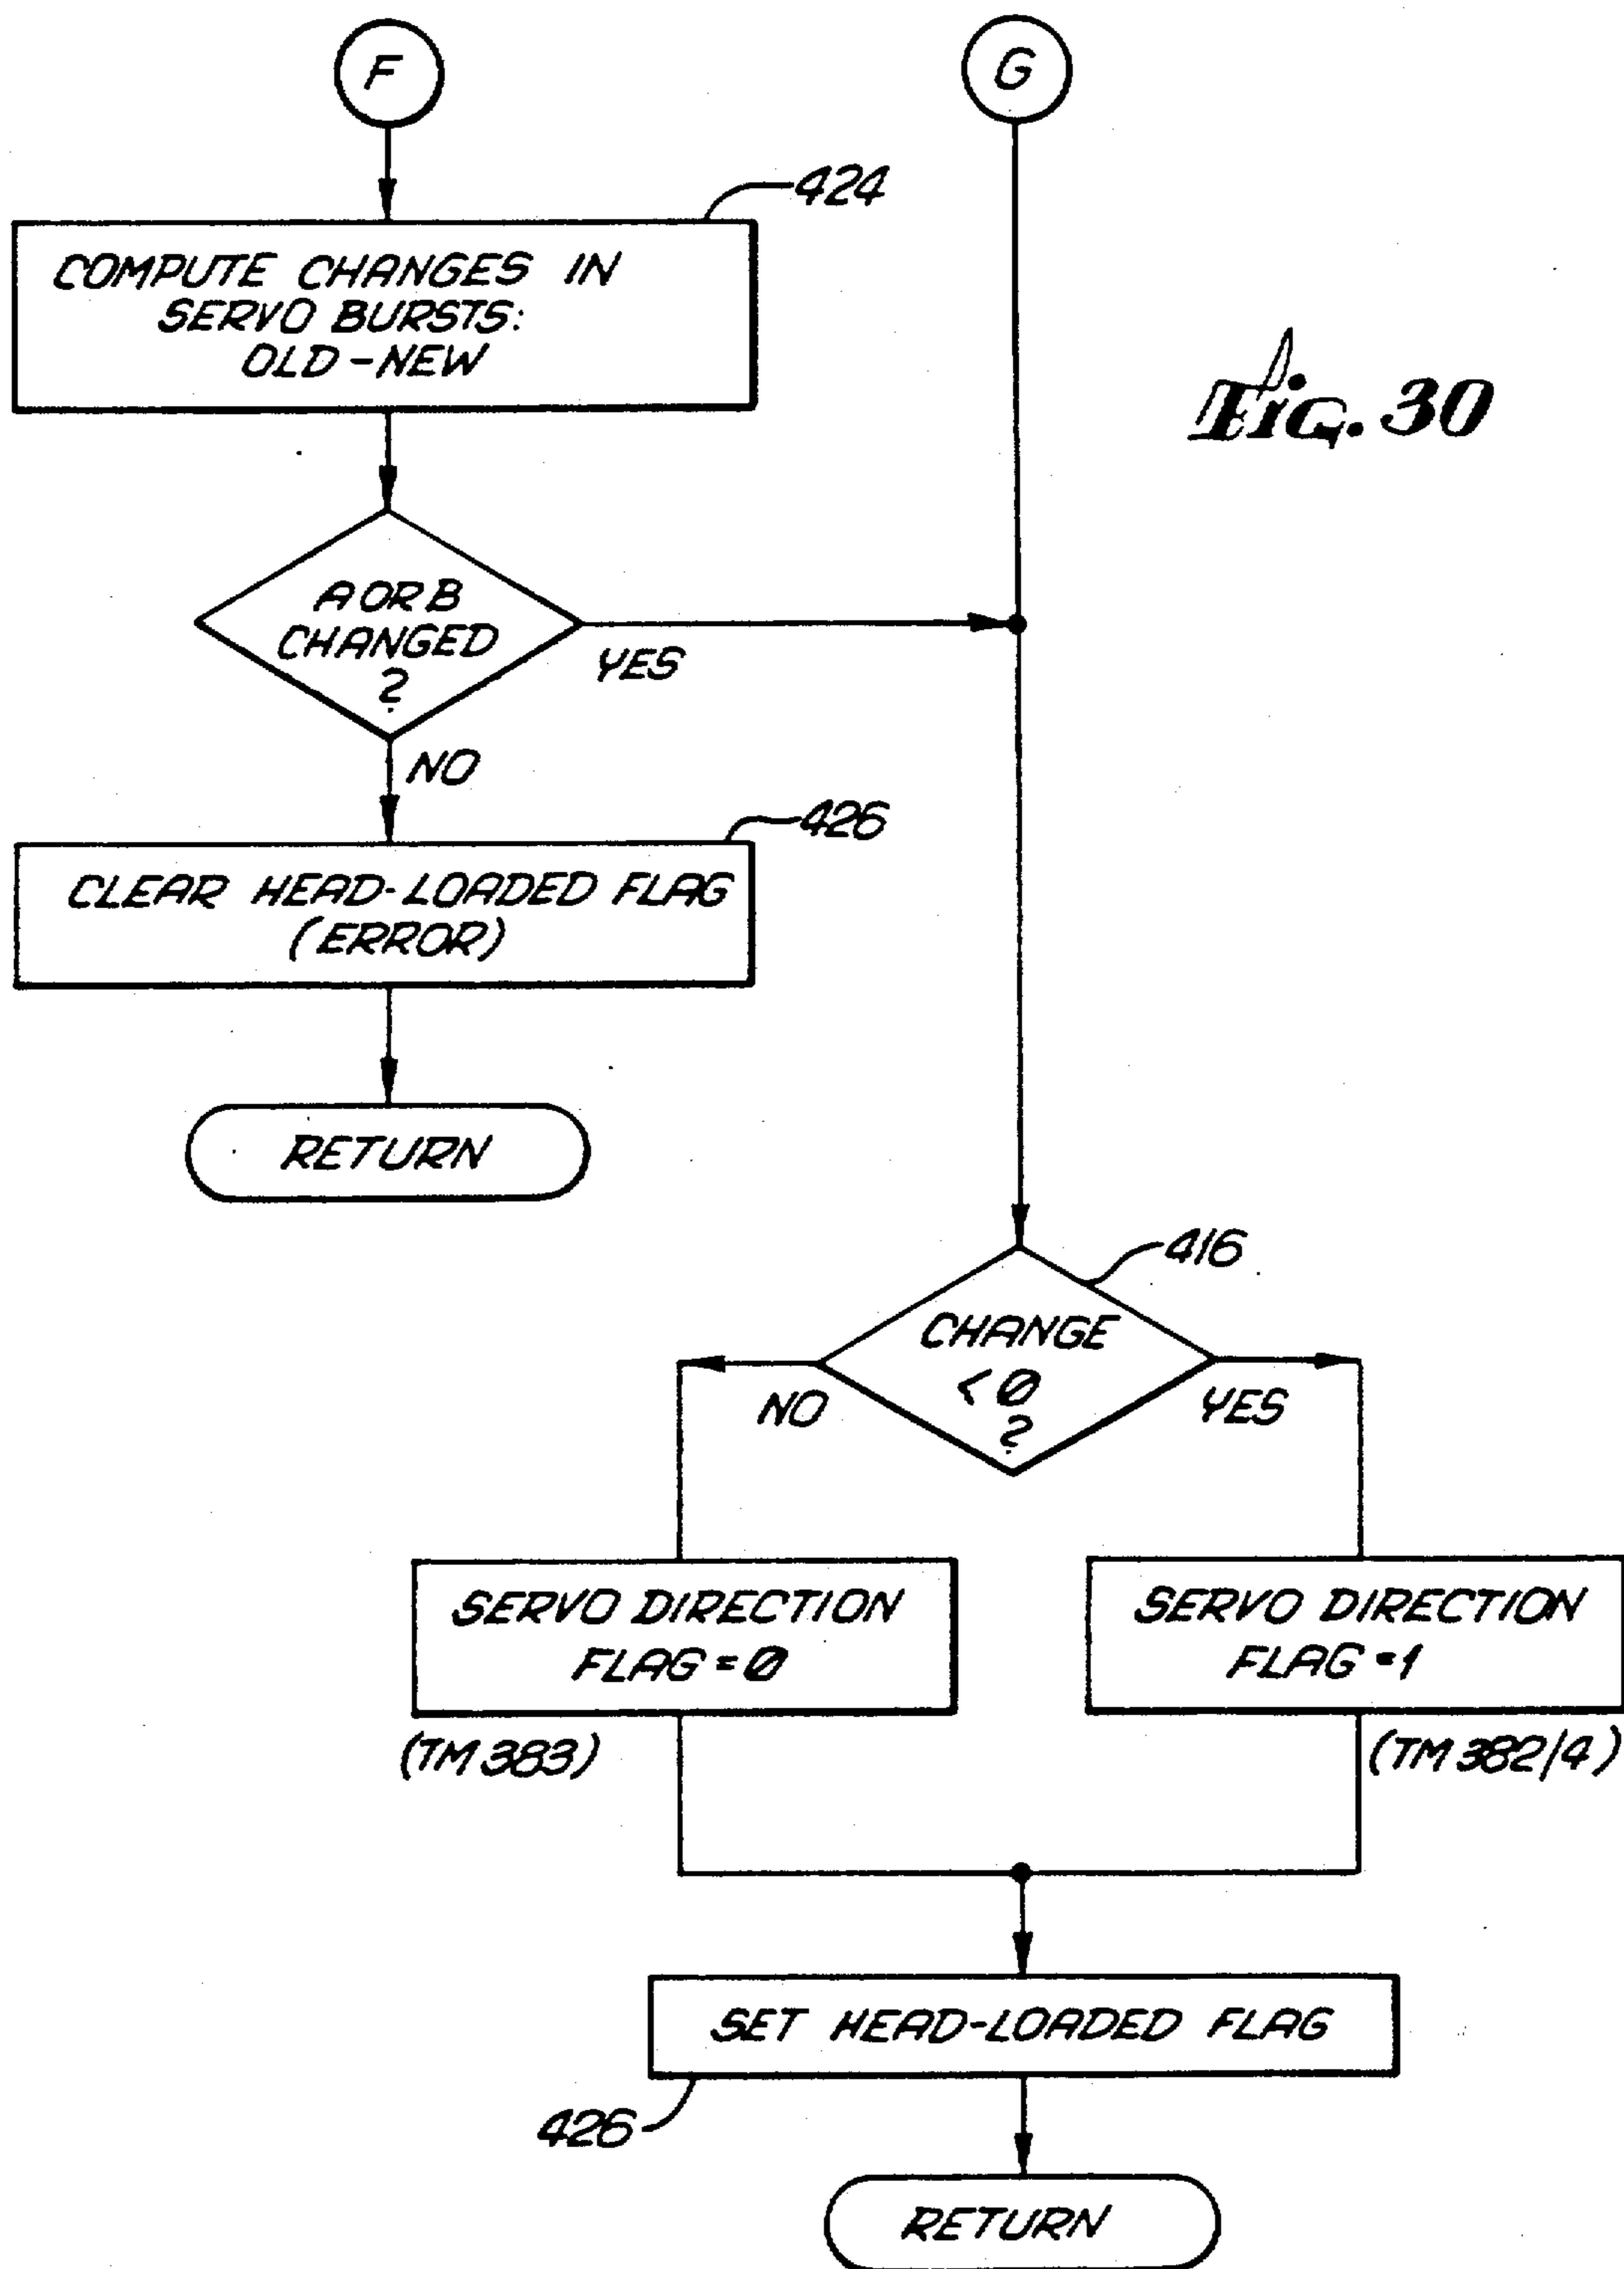 F
G
424
COMPUTE CHANGES IN
SERVO BURSTS:
OLD-NEW
Fig. 30
A OR B
CHANGED
?
YES
NO
426
CLEAR HEAD-LOADED FLAG
(ERROR)
RETURN
416
CHANGE
<0
?
NO
YES
SERVO DIRECTION
FLAG=0
SERVO DIRECTION
FLAG=1
(TM 383)
(TM 382/4)
SET HEAD-LOADED FLAG
426
RETURN